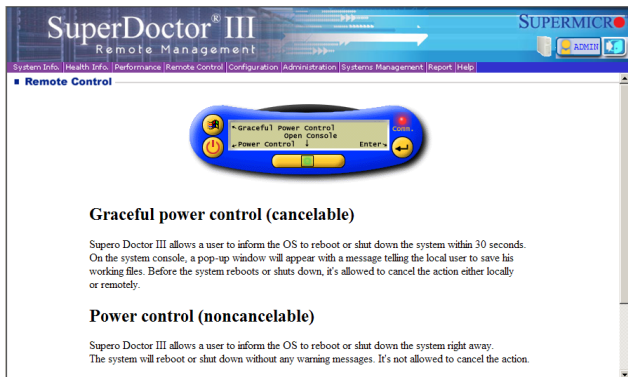 SuperDoctor® III
SUPERMICRO
Remote Management
ADMIN
System Info. |Health Info. |Performance |Remote Control |Configuration |Administration |Systems Management |Report |Help|
Remote Control
Graceful Power Control
Comm.
Open Console
Power Control
Enter
Graceful power control (cancelable)
Supero Doctor III allows a user to inform the OS to reboot or shut down the system within 30 seconds.
On the system console, a pop-up window will appear with a message telling the local user to save his
working files. Before the system reboots or shuts down, it's allowed to cancel the action either locally
or remotely.
Power control (noncancelable)
Supero Doctor III allows a user to inform the OS to reboot or shut down the system right away.
The system will reboot or shut down without any warning messages. It's not allowed to cancel the action.